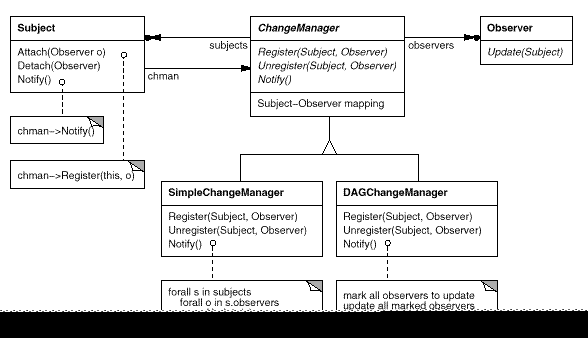 Subject
Attach(Observer o)
Detach(Observer)
Notify()
chman->Notify()
chman->Register(this, o)
subjects
chman
ChangeManager
Register(Subject, Observer)
Unregister(Subject, Observer)
Notify()
Subject-Observer mapping
observers
Observer
Update(Subject)
SimpleChangeManager
Register(Subject, Observer)
Unregister(Subject, Observer)
Notify()
forall s in subjects
forall o in s.observers
DAGChangeManager
Register(Subject, Observer)
Unregister(Subject, Observer)
Notify()
mark all observers to update
update all marked observers